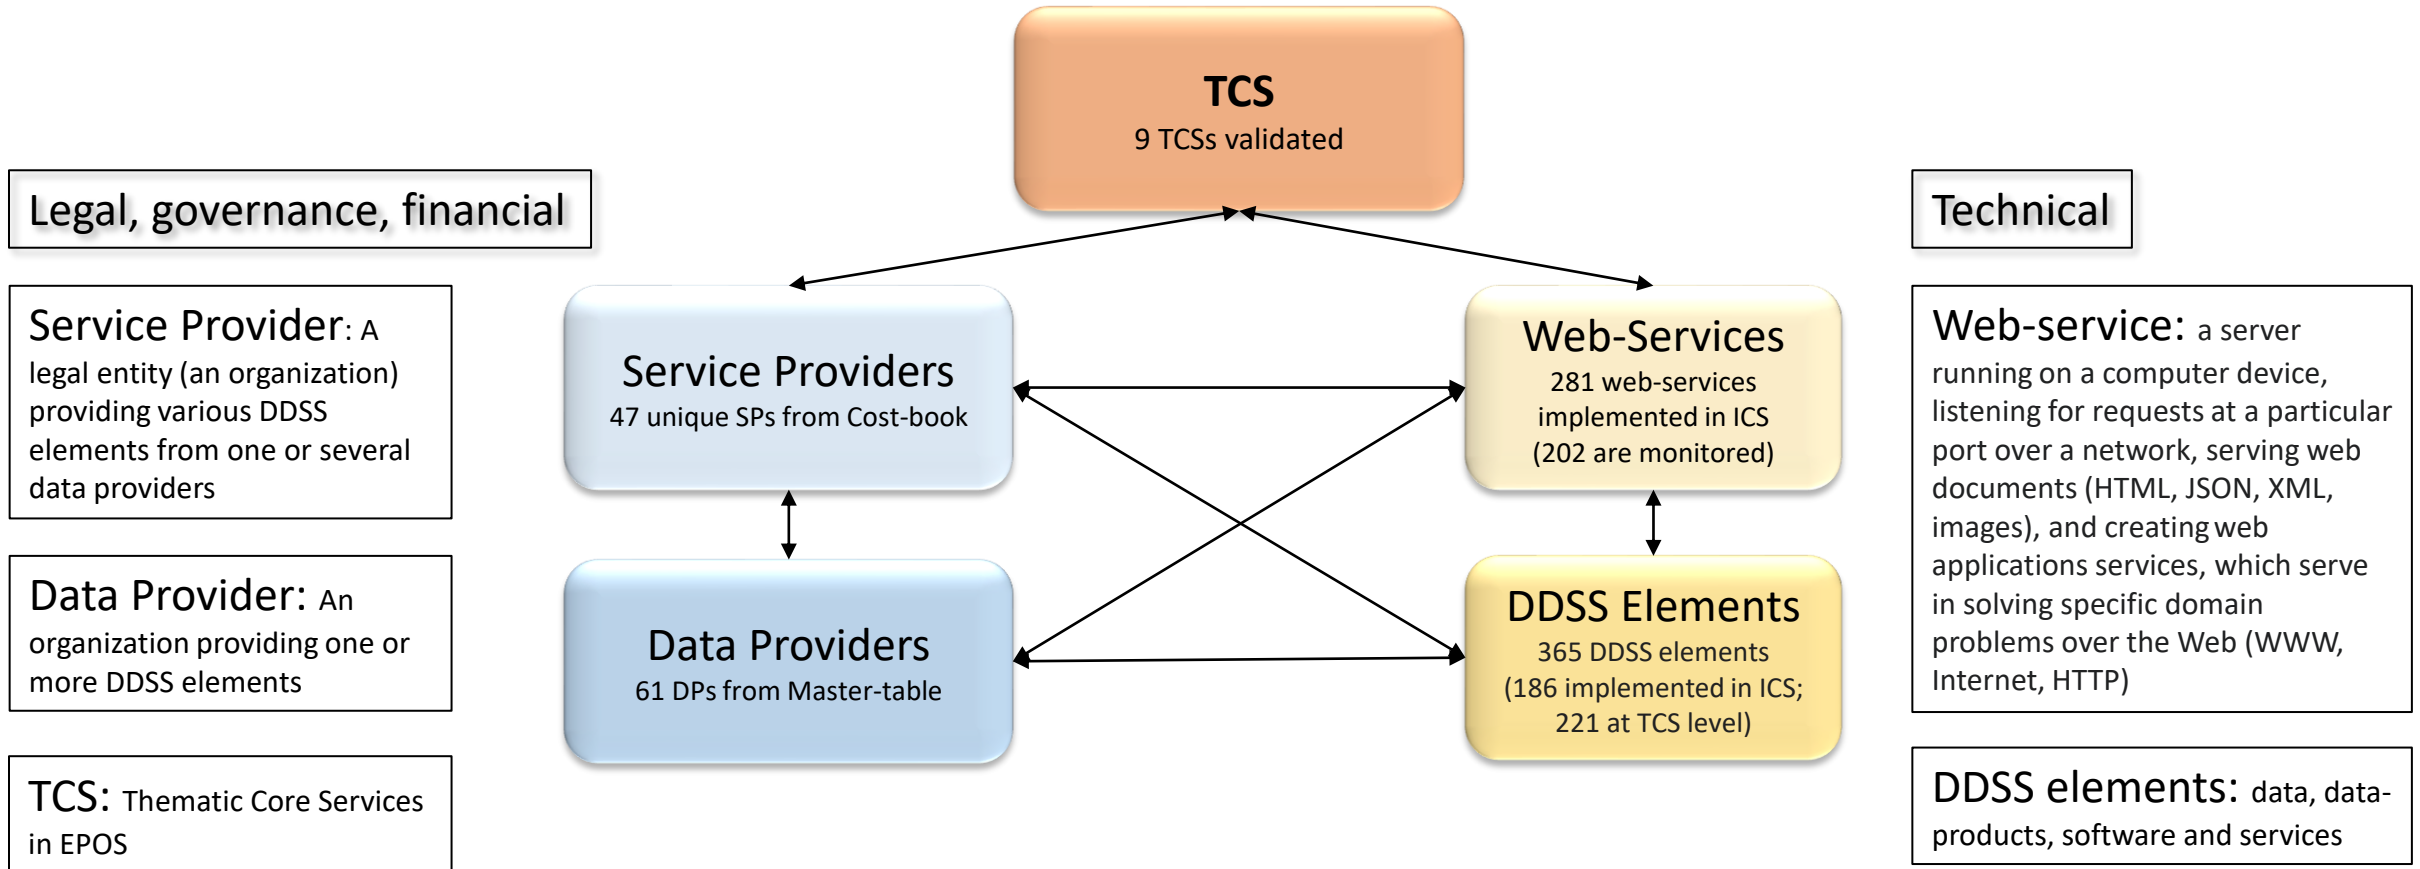 TCS
9 TCSs validated
Legal, governance, financial
Technical
Service Provider: A
legal entity (an organization)
providing various DDSS
elements from one or several
data providers
Data Provider: An
organization providing one or
more DDSS elements
TCS: Thematic Core Services
in EPOS
Service Providers
47 unique SPs from Cost-book
Data Providers
61 DPs from Master-table
Web-Services
281 web-services
implemented in ICS
(202 are monitored)
DDSS Elements
365 DDSS elements
(186 implemented in ICS;
221 at TCS level)
Web-service: a server
running on a computer device,
listening for requests at a particular
port over a network, serving web
documents (HTML, JSON, XML,
images), and creating web
applications services, which serve
in solving specific domain
problems over the Web (WWW,
Internet, HTTP)
DDSS elements: data, data-
products, software and services